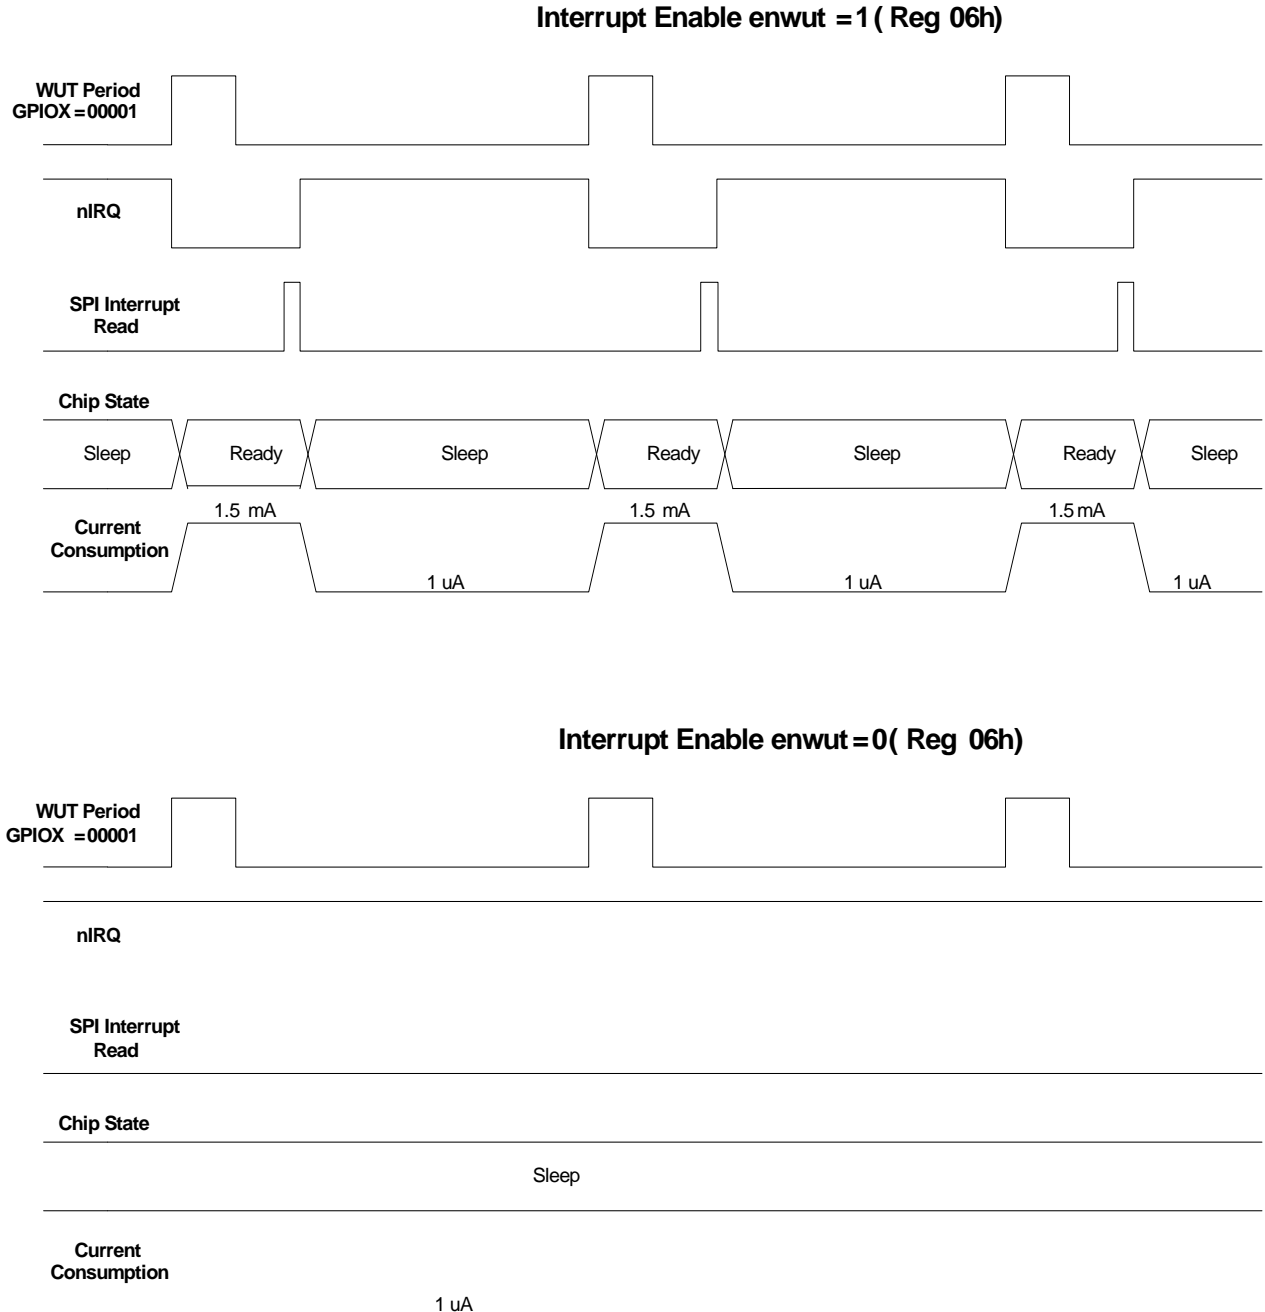 Interrupt Enable enwut =1 ( Reg 06h)
WUT Period
GPIOX =00001
nIRQ
SPI Interrupt
Read
Chip State
Sleep Ready Sleep Ready Sleep Ready Sleep
1.5 mA 1.5 mA 1.5 mA
Current
Consumption
1 uA 1 uA 1 uA
Interrupt Enable enwut =0 ( Reg 06h)
WUT Period
GPIOX =00001
nIRQ
SPI Interrupt
Read
Chip State
Sleep
Current
Consumption
1 uA